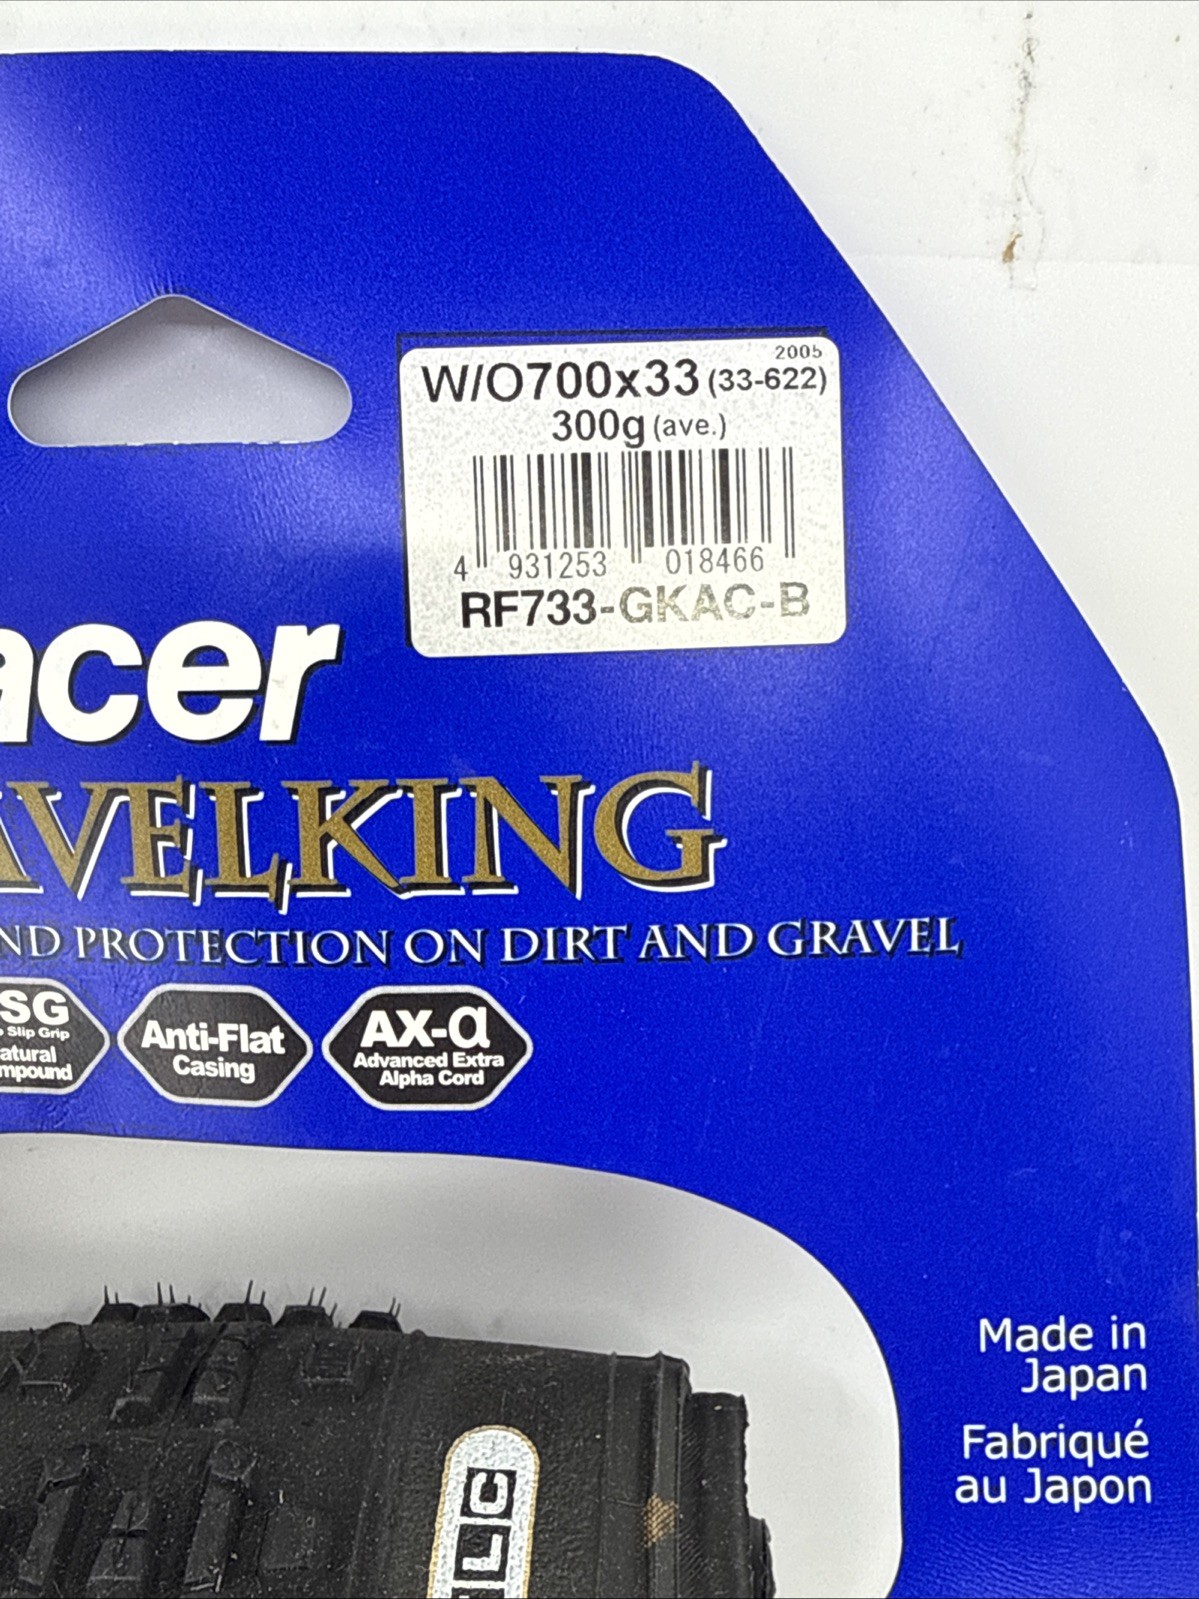 2005
W/O700x33 (33-622)
300g (ave.)
4 931253 018466
RF733-GKAC-B
acer
AVELKING
ND PROTECTION ON DIRT AND GRAVEL
SG
Slip Grip
atural
mpound
Anti-Flat
Casing
AX-α
Advanced Extra
Alpha Cord
Made in
Japan
Fabriqué
au Japon
LC